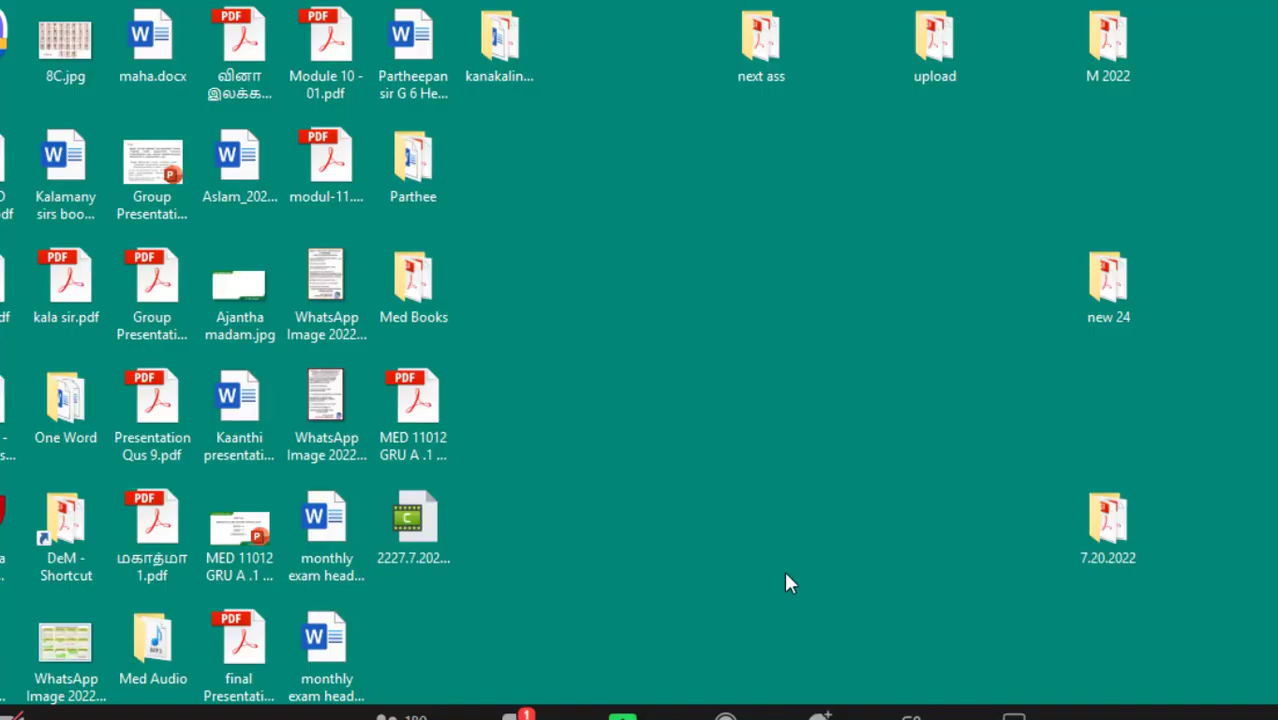 8C.jpg
maha.docx
வினா
இலக்க...
Module 10 -
01.pdf
Partheepan
sir G 6 He...
kanakalin...
next ass
upload
M 2022
Kalamany
sirs boo...
Group
Presentati...
Aslam_202...
modul-11....
Parthee
kala sir.pdf
Group
Presentati...
Ajantha
madam.jpg
WhatsApp
Image 2022...
Med Books
new 24
One Word
Presentation
Qus 9.pdf
Kaanthi
presentati...
WhatsApp
Image 2022...
MED 11012
GRU A .1 ...
DeM -
Shortcut
மகாத்மா
1.pdf
MED 11012
GRU A .1 ...
monthly
exam head...
2227.7.202...
7.20.2022
WhatsApp
Image 2022...
Med Audio
final
Presentati...
monthly
exam head...